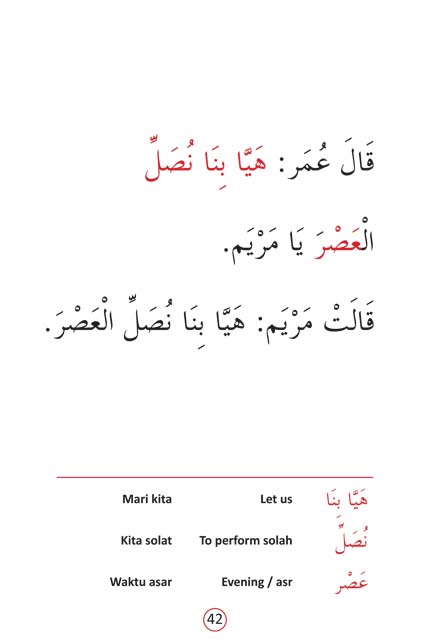 قَالَ عُمَر: هَيَّا بِنَا نُصَلِّ
الْعَصْرَ يَا مَرْيَم.
قَالَتْ مَرْيَم: هَيَّا بِنَا نُصَلِّ الْعَصْرَ.
Mari kita Let us هَيَّا بِنَا
Kita solat To perform solah نُصَلِّ
Waktu asar Evening / asr عَصْر
42